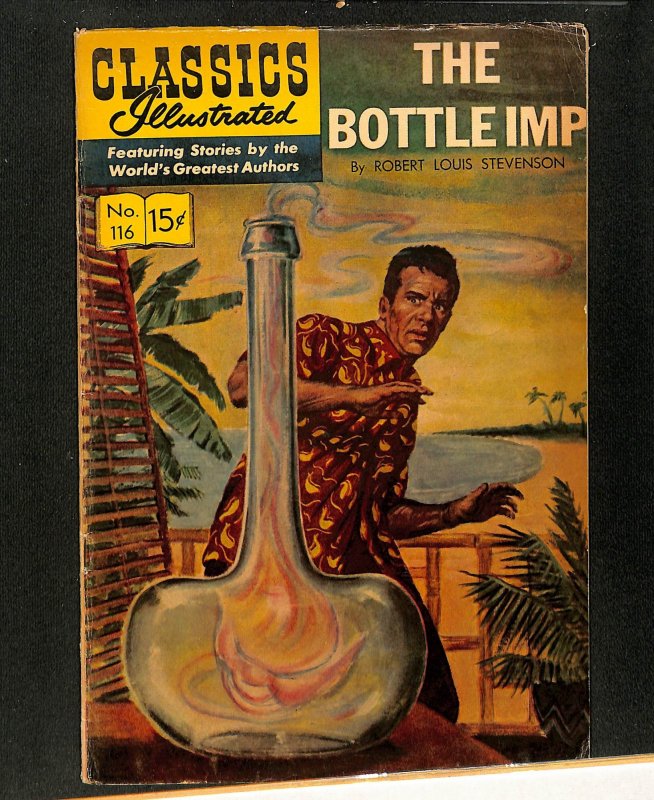 CLASSICS
Illustrated
Featuring Stories by the
World's Greatest Authors
THE
BOTTLE IMP
By ROBERT LOUIS STEVENSON
No.
116
15¢